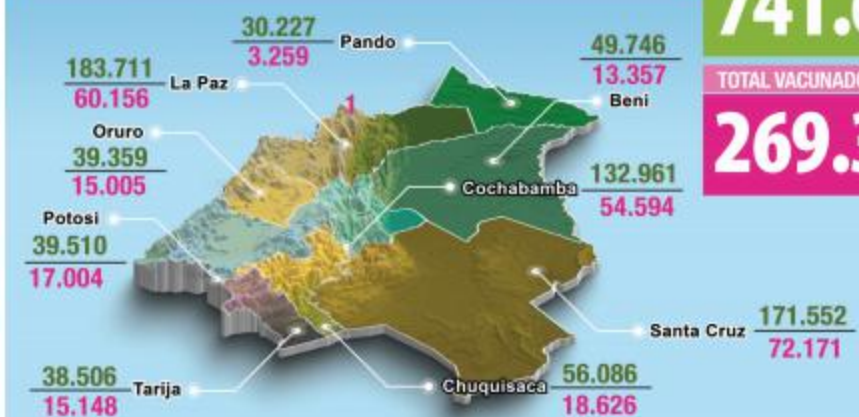 30.227
3.259
Pando
49.746
13.357
Beni
741.
TOTAL
269.
183.711
60.156
La Paz
1
Oruro
39.359
15.005
Cochabamba
132.961
54.594
Potosi
39.510
17.004
Santa Cruz
171.552
72.171
38.506
15.148
Tarija
Chuquisaca
56.086
18.626